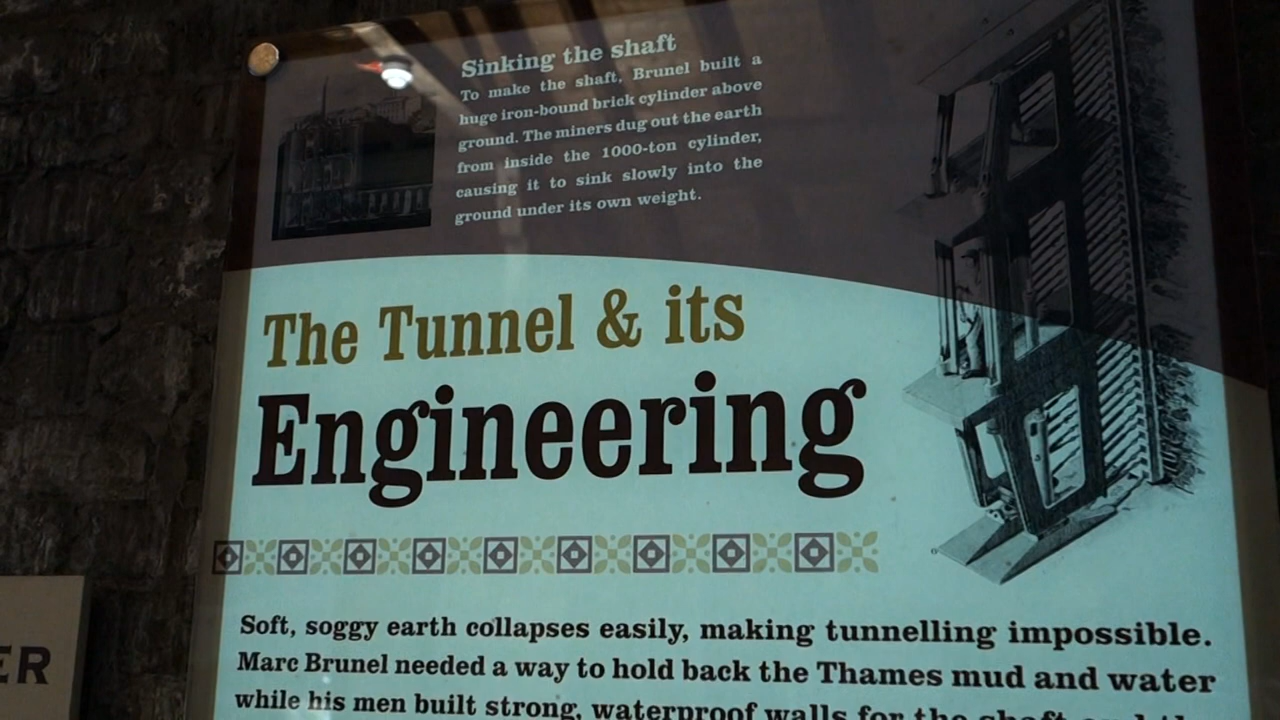 Sinking the shaft
To make the shaft, Brunel built a
huge iron-bound brick cylinder above
ground. The miners dug out the earth
from inside the 1000-ton cylinder,
causing it to sink slowly into the
ground under its own weight.
The Tunnel & its
Engineering
Soft, soggy earth collapses easily, making tunnelling impossible.
Marc Brunel needed a way to hold back the Thames mud and water
while his men built strong, waterproof walls for the shaft and the
ER